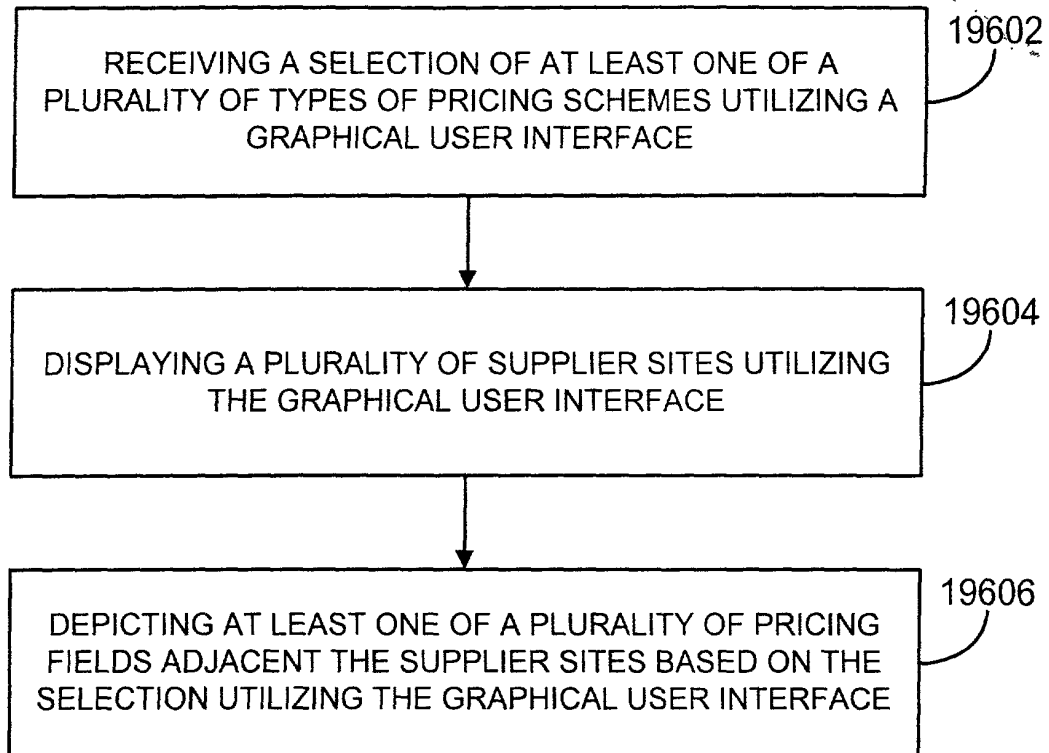 19602
RECEIVING A SELECTION OF AT LEAST ONE OF A
PLURALITY OF TYPES OF PRICING SCHEMES UTILIZING A
GRAPHICAL USER INTERFACE
19604
DISPLAYING A PLURALITY OF SUPPLIER SITES UTILIZING
THE GRAPHICAL USER INTERFACE
19606
DEPICTING AT LEAST ONE OF A PLURALITY OF PRICING
FIELDS ADJACENT THE SUPPLIER SITES BASED ON THE
SELECTION UTILIZING THE GRAPHICAL USER INTERFACE